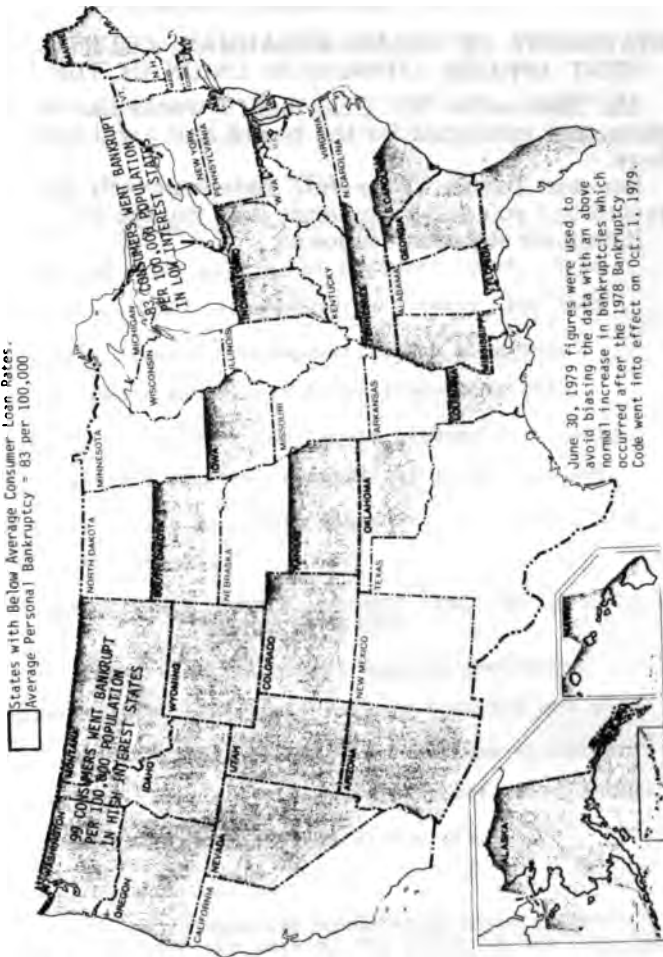 States with Below Average Consumer Loan Rates.
Average Personal Bankruptcy = 83 per 100,000
99 CONSUMERS WENT BANKRUPT
PER 100,000 POPULATION
IN HIGH INTEREST STATES
83 CONSUMERS WENT BANKRUPT
PER 100,000 POPULATION
IN LOW INTEREST STATES
WASHINGTON
MONTANA
OREGON
IDAHO
WYOMING
CALIFORNIA
NEVADA
UTAH
COLORADO
ARIZONA
NEW MEXICO
NORTH DAKOTA
SOUTH DAKOTA
NEBRASKA
KANSAS
OKLAHOMA
TEXAS
MINNESOTA
IOWA
MISSOURI
ARKANSAS
LOUISIANA
WISCONSIN
MICHIGAN
ILLINOIS
INDIANA
KENTUCKY
ALABAMA
GEORGIA
FLORIDA
S CAROLINA
N CAROLINA
VIRGINIA
W VA
PENNSYLVANIA
NEW YORK
VT.
N H
ALASKA
June 30, 1979 figures were used to
avoid biasing the data with an above
normal increase in bankruptcies which
occurred after the 1978 Bankruptcy
Code went into effect on Oct. 1, 1979.